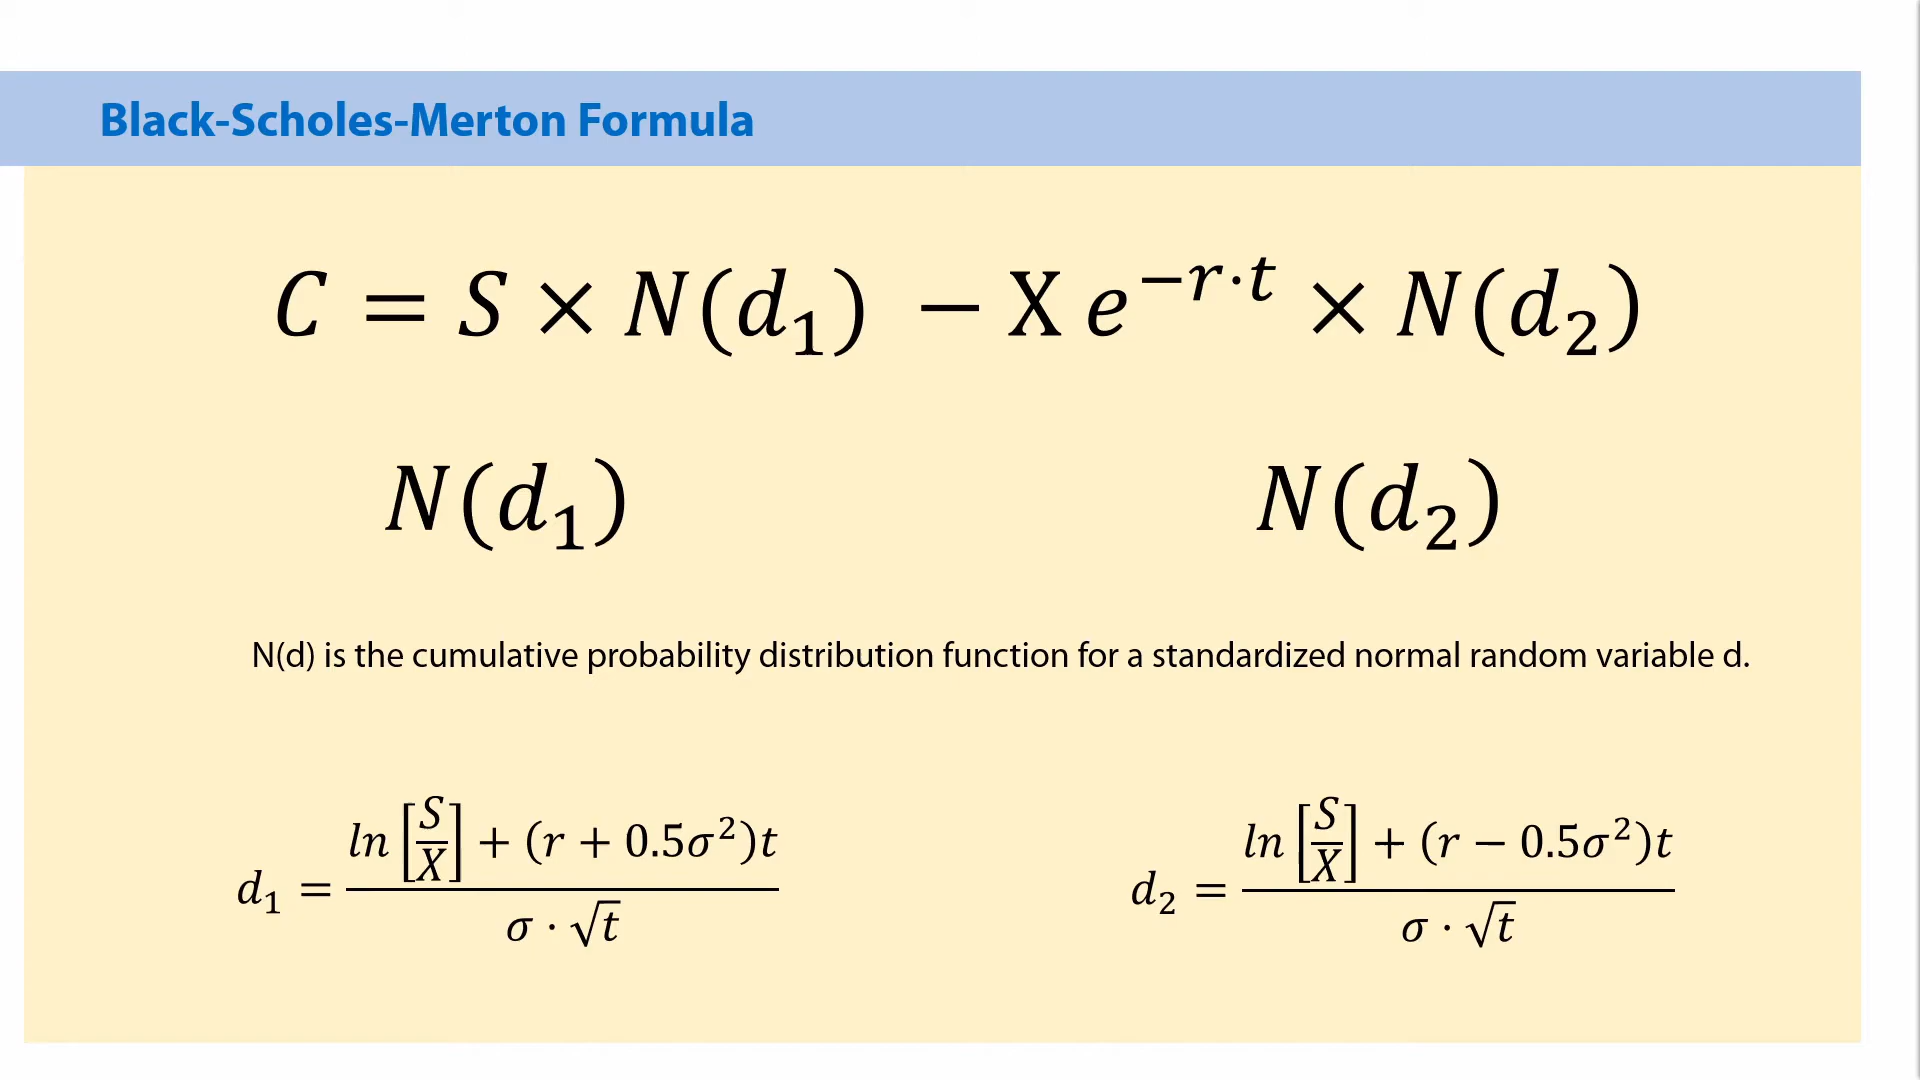 Black-Scholes-Merton Formula
C = S × N(d₁) − X e^(−r·t) × N(d₂)
N(d₁) N(d₂)
N(d) is the cumulative probability distribution function for a standardized normal random variable d.
d₁ = (ln[S/X] + (r + 0.5σ²)t) / (σ · √t) d₂ = (ln[S/X] + (r − 0.5σ²)t) / (σ · √t)